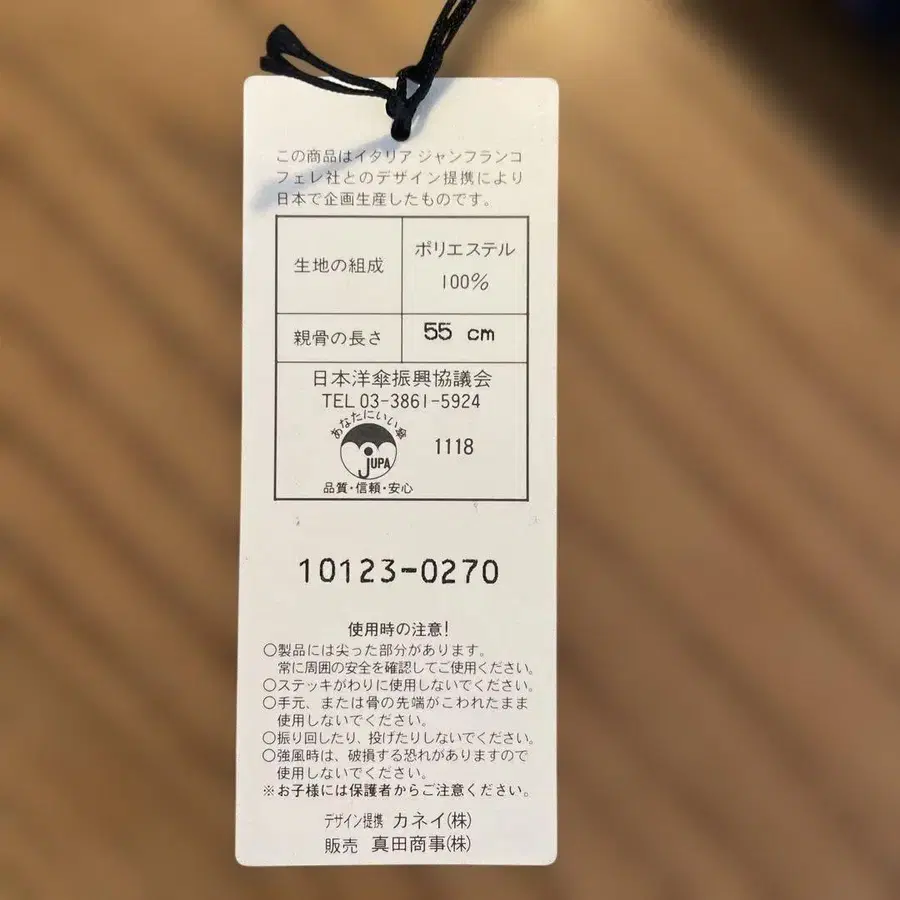 この商品はイタリア ジャンフランコ
フェレ社とのデザイン提携により
日本で企画生産したものです。
生地の組成
ポリエステル
100%
親骨の長さ
55 cm
日本洋傘振興協議会
TEL 03-3861-5924
あなたにいい傘
JUPA
1118
品質・信頼・安心
10123-0270
使用時の注意!
○製品には尖った部分があります。
常に周囲の安全を確認してご使用ください。
○ステッキがわりに使用しないでください。
○手元、または骨の先端がこわれたまま
使用しないでください。
○振り回したり、投げたりしないでください。
○強風時は、破損する恐れがありますので
使用しないでください。
※お子様には保護者からご注意ください。
デザイン提携 カネイ(株)
販売 真田商事(株)